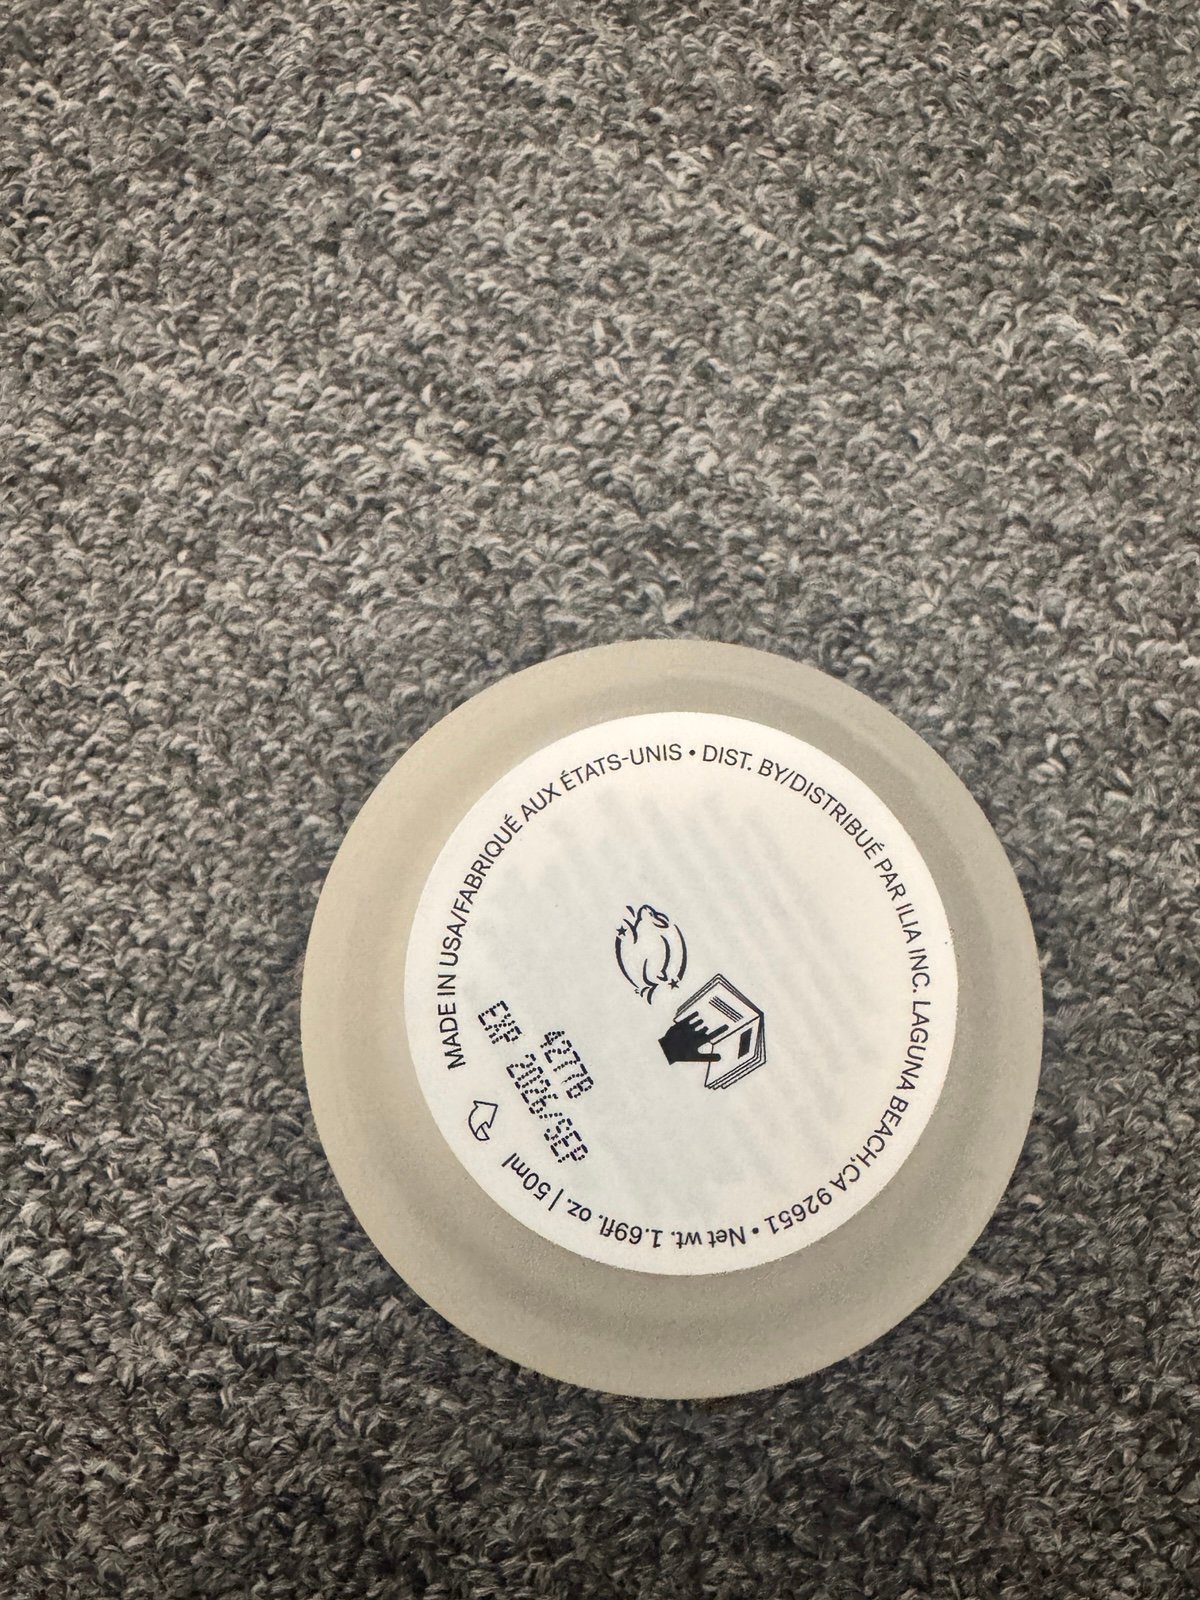 MADE IN USA/FABRIQUÉ AUX ÉTATS-UNIS • DIST. BY/DISTRIBUÉ PAR ILIA INC. LAGUNA BEACH,CA 92651 • Net wt. 1.69fl. oz. | 50ml
4277B
EXP 2026/SEP